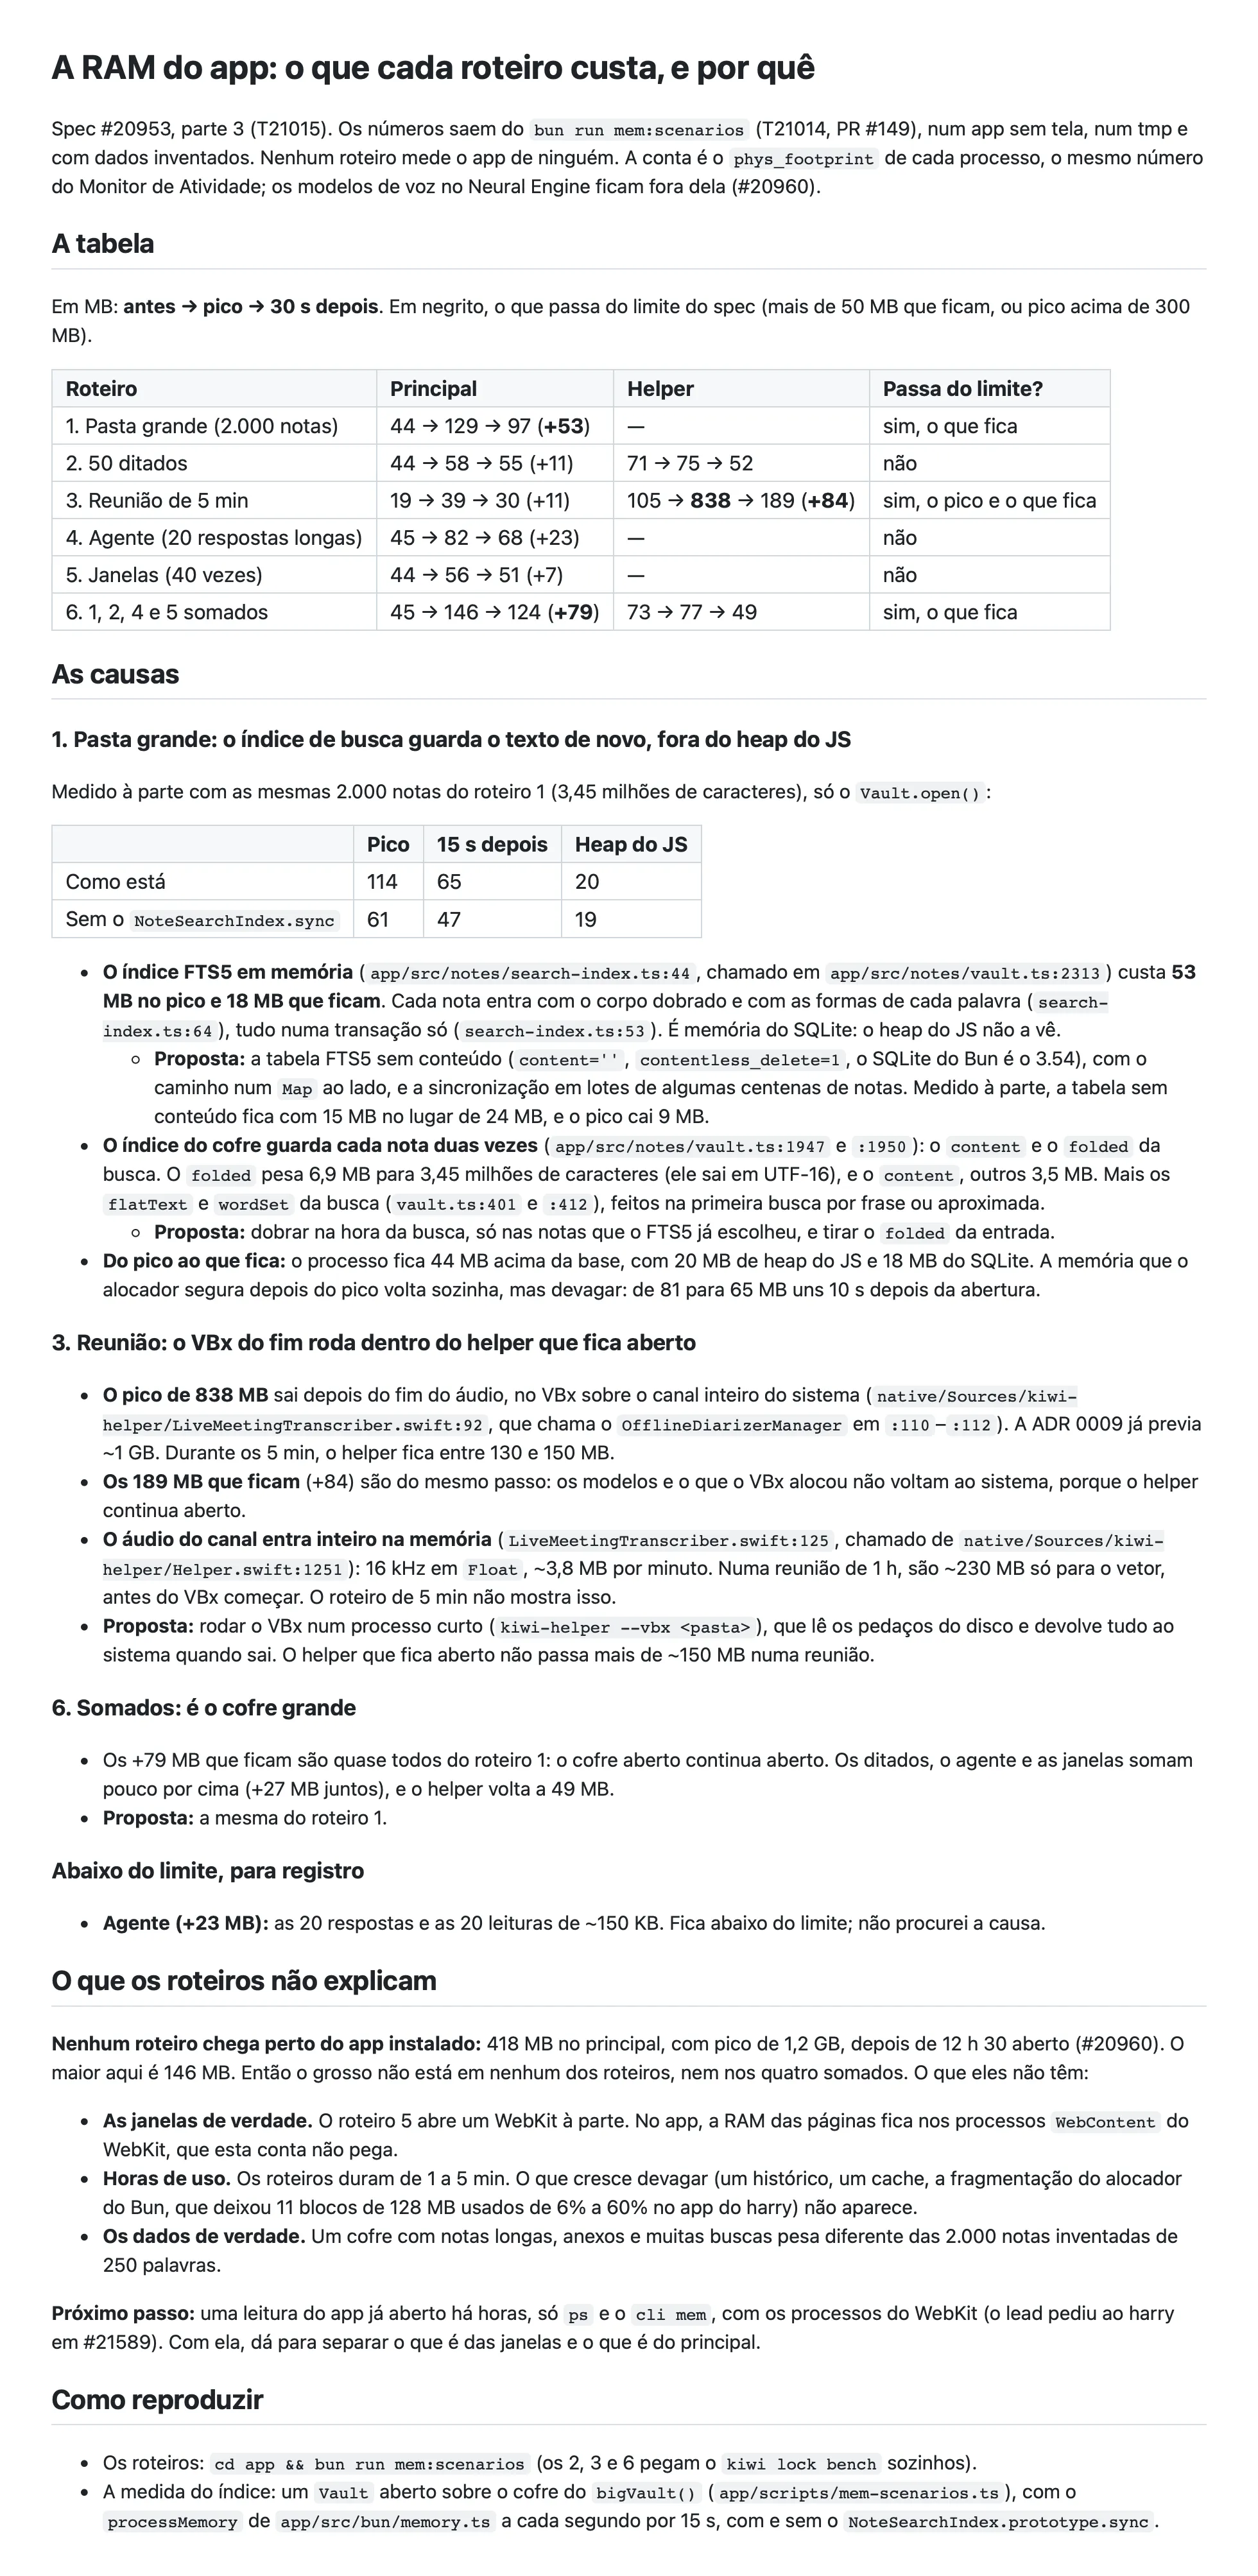 A RAM do app: o que cada roteiro custa, e por quê
Spec #20953, parte 3 (T21015). Os números saem do bun run mem:scenarios (T21014, PR #149), num app sem tela, num tmp e
com dados inventados. Nenhum roteiro mede o app de ninguém. A conta é o phys_footprint de cada processo, o mesmo número
do Monitor de Atividade; os modelos de voz no Neural Engine ficam fora dela (#20960).
A tabela
Em MB: antes → pico → 30 s depois. Em negrito, o que passa do limite do spec (mais de 50 MB que ficam, ou pico acima de 300
MB).
Roteiro Principal Helper Passa do limite?
1. Pasta grande (2.000 notas) 44 → 129 → 97 (+53) — sim, o que fica
2. 50 ditados 44 → 58 → 55 (+11) 71 → 75 → 52 não
3. Reunião de 5 min 19 → 39 → 30 (+11) 105 → 838 → 189 (+84) sim, o pico e o que fica
4. Agente (20 respostas longas) 45 → 82 → 68 (+23) — não
5. Janelas (40 vezes) 44 → 56 → 51 (+7) — não
6. 1, 2, 4 e 5 somados 45 → 146 → 124 (+79) 73 → 77 → 49 sim, o que fica
As causas
1. Pasta grande: o índice de busca guarda o texto de novo, fora do heap do JS
Medido à parte com as mesmas 2.000 notas do roteiro 1 (3,45 milhões de caracteres), só o Vault.open():
Pico 15 s depois Heap do JS
Como está 114 65 20
Sem o NoteSearchIndex.sync 61 47 19
• O índice FTS5 em memória (app/src/notes/search-index.ts:44, chamado em app/src/notes/vault.ts:2313) custa 53
MB no pico e 18 MB que ficam. Cada nota entra com o corpo dobrado e com as formas de cada palavra (search-
index.ts:64), tudo numa transação só (search-index.ts:53). É memória do SQLite: o heap do JS não a vê.
◦ Proposta: a tabela FTS5 sem conteúdo (content='', contentless_delete=1, o SQLite do Bun é o 3.54), com o
caminho num Map ao lado, e a sincronização em lotes de algumas centenas de notas. Medido à parte, a tabela sem
conteúdo fica com 15 MB no lugar de 24 MB, e o pico cai 9 MB.
• O índice do cofre guarda cada nota duas vezes (app/src/notes/vault.ts:1947 e :1950): o content e o folded da
busca. O folded pesa 6,9 MB para 3,45 milhões de caracteres (ele sai em UTF-16), e o content, outros 3,5 MB. Mais os
flatText e wordSet da busca (vault.ts:401 e :412), feitos na primeira busca por frase ou aproximada.
◦ Proposta: dobrar na hora da busca, só nas notas que o FTS5 já escolheu, e tirar o folded da entrada.
• Do pico ao que fica: o processo fica 44 MB acima da base, com 20 MB de heap do JS e 18 MB do SQLite. A memória que o
alocador segura depois do pico volta sozinha, mas devagar: de 81 para 65 MB uns 10 s depois da abertura.
3. Reunião: o VBx do fim roda dentro do helper que fica aberto
• O pico de 838 MB sai depois do fim do áudio, no VBx sobre o canal inteiro do sistema (native/Sources/kiwi-
helper/LiveMeetingTranscriber.swift:92, que chama o OfflineDiarizerManager em :110–:112). A ADR 0009 já previa
~1 GB. Durante os 5 min, o helper fica entre 130 e 150 MB.
• Os 189 MB que ficam (+84) são do mesmo passo: os modelos e o que o VBx alocou não voltam ao sistema, porque o helper
continua aberto.
• O áudio do canal entra inteiro na memória (LiveMeetingTranscriber.swift:125, chamado de native/Sources/kiwi-
helper/Helper.swift:1251): 16 kHz em Float, ~3,8 MB por minuto. Numa reunião de 1 h, são ~230 MB só para o vetor,
antes do VBx começar. O roteiro de 5 min não mostra isso.
• Proposta: rodar o VBx num processo curto (kiwi-helper --vbx <pasta>), que lê os pedaços do disco e devolve tudo ao
sistema quando sai. O helper que fica aberto não passa mais de ~150 MB numa reunião.
6. Somados: é o cofre grande
• Os +79 MB que ficam são quase todos do roteiro 1: o cofre aberto continua aberto. Os ditados, o agente e as janelas somam
pouco por cima (+27 MB juntos), e o helper volta a 49 MB.
• Proposta: a mesma do roteiro 1.
Abaixo do limite, para registro
• Agente (+23 MB): as 20 respostas e as 20 leituras de ~150 KB. Fica abaixo do limite; não procurei a causa.
O que os roteiros não explicam
Nenhum roteiro chega perto do app instalado: 418 MB no principal, com pico de 1,2 GB, depois de 12 h 30 aberto (#20960). O
maior aqui é 146 MB. Então o grosso não está em nenhum dos roteiros, nem nos quatro somados. O que eles não têm:
• As janelas de verdade. O roteiro 5 abre um WebKit à parte. No app, a RAM das páginas fica nos processos WebContent do
WebKit, que esta conta não pega.
• Horas de uso. Os roteiros duram de 1 a 5 min. O que cresce devagar (um histórico, um cache, a fragmentação do alocador
do Bun, que deixou 11 blocos de 128 MB usados de 6% a 60% no app do harry) não aparece.
• Os dados de verdade. Um cofre com notas longas, anexos e muitas buscas pesa diferente das 2.000 notas inventadas de
250 palavras.
Próximo passo: uma leitura do app já aberto há horas, só ps e o cli mem, com os processos do WebKit (o lead pediu ao harry
em #21589). Com ela, dá para separar o que é das janelas e o que é do principal.
Como reproduzir
• Os roteiros: cd app && bun run mem:scenarios (os 2, 3 e 6 pegam o kiwi lock bench sozinhos).
• A medida do índice: um Vault aberto sobre o cofre do bigVault() (app/scripts/mem-scenarios.ts), com o
processMemory de app/src/bun/memory.ts a cada segundo por 15 s, com e sem o NoteSearchIndex.prototype.sync.